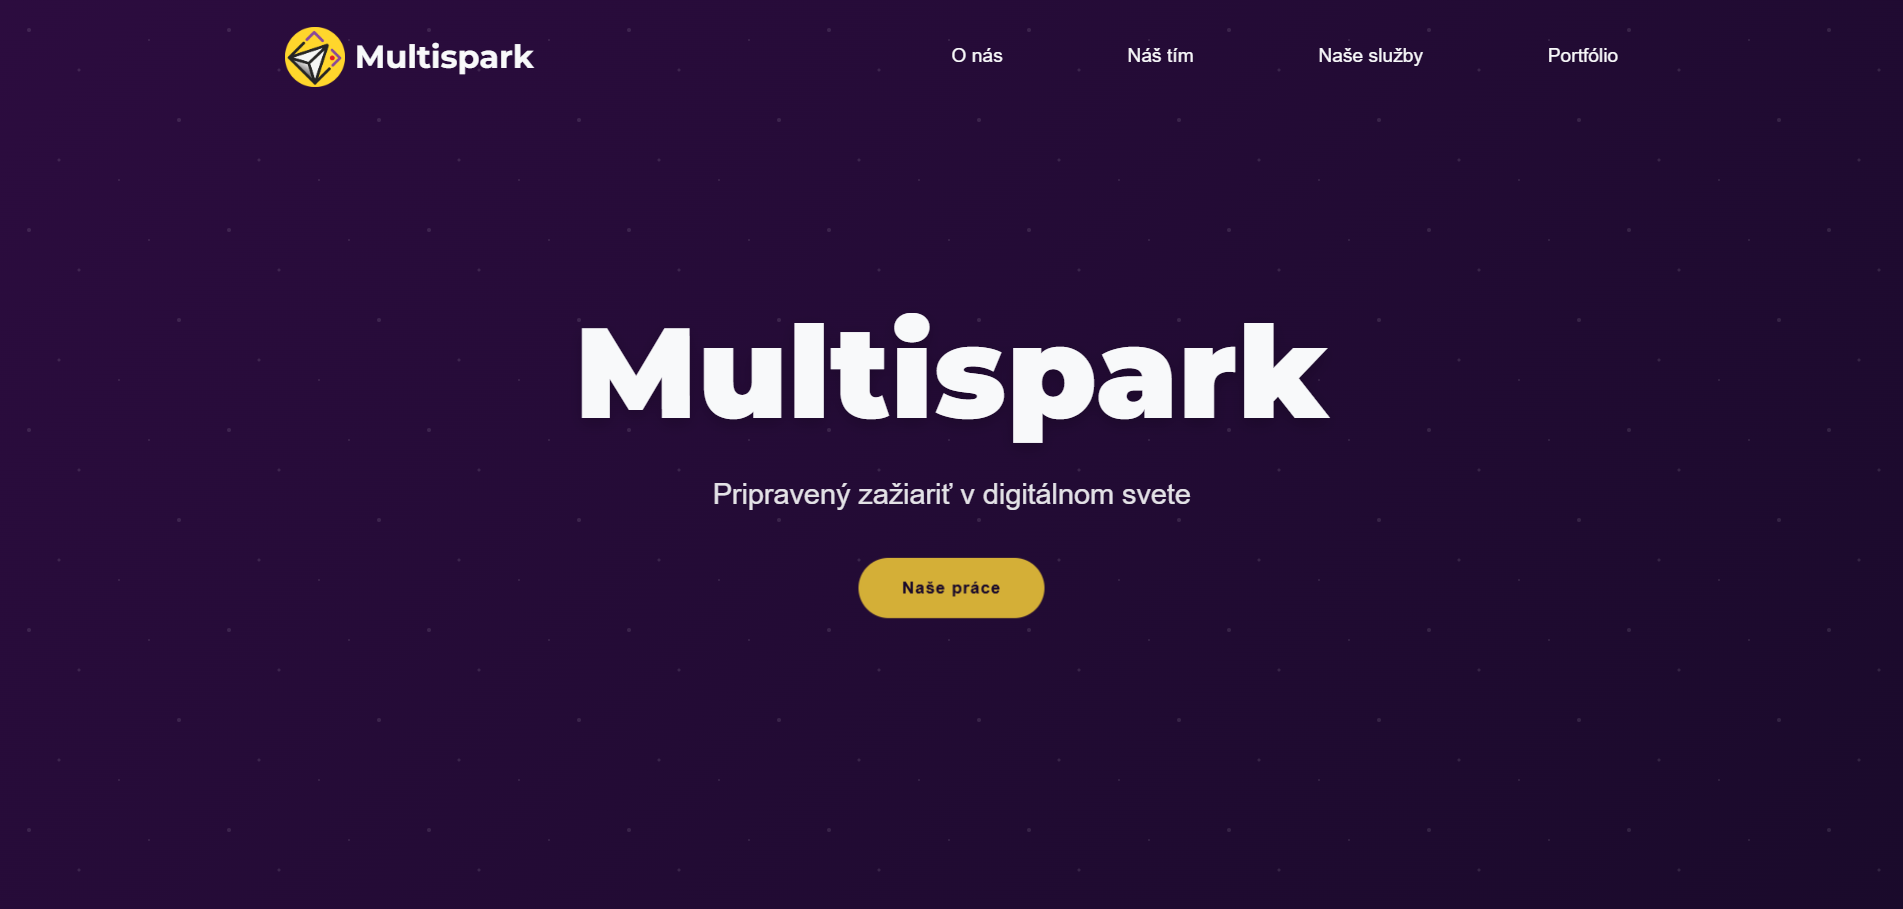 Multispark
O nás
Náš tím
Naše služby
Portfólio
Multispark
Pripravený zažiariť v digitálnom svete
Naše práce